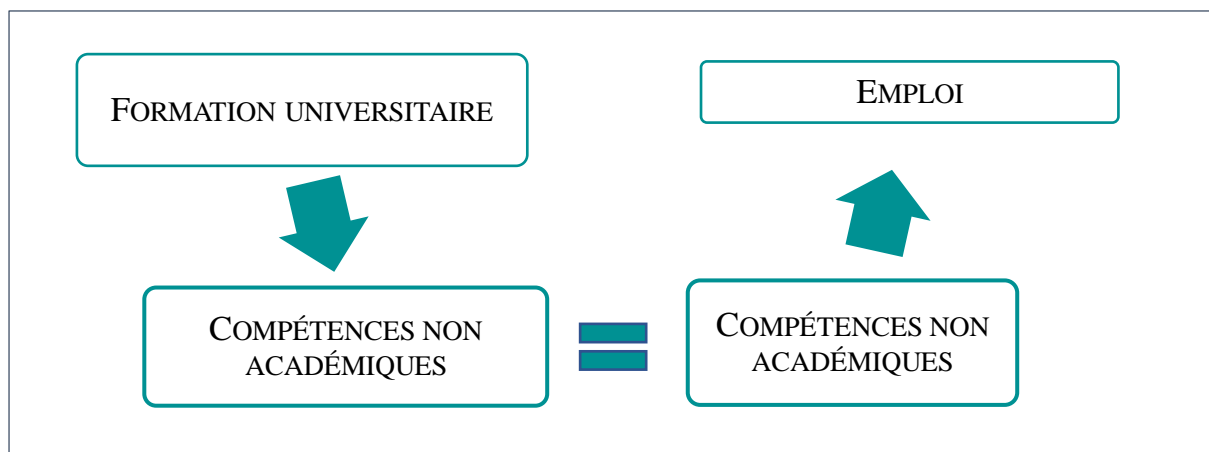 FORMATION UNIVERSITAIRE
EMPLOI
COMPÉTENCES NON
ACADÉMIQUES
COMPÉTENCES NON
ACADÉMIQUES